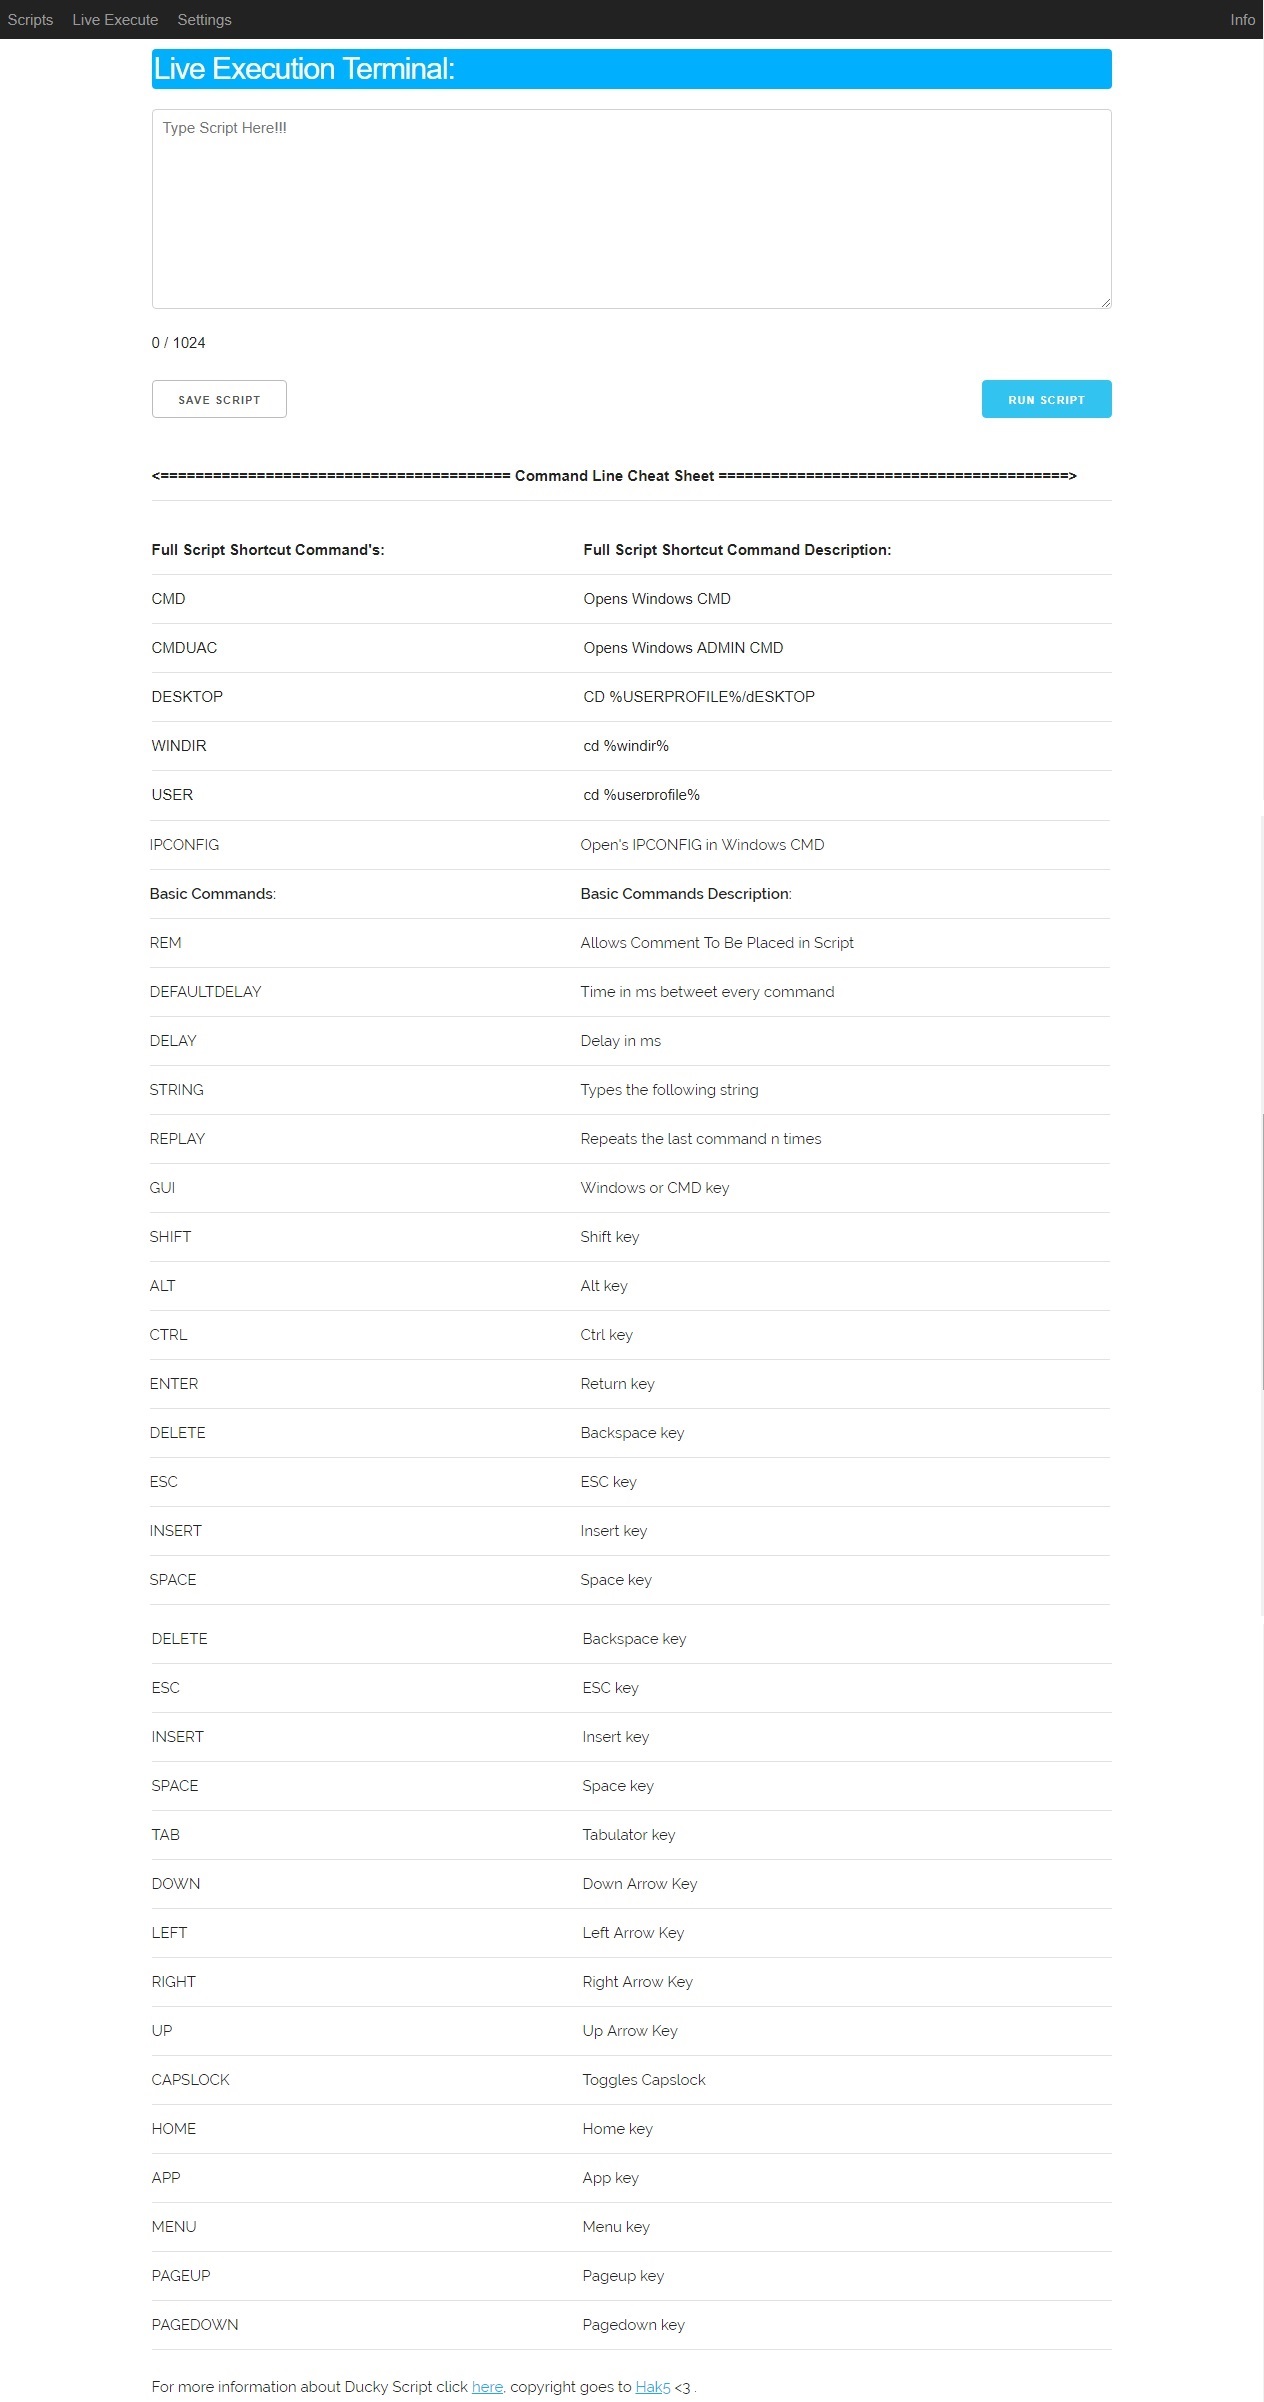 Scripts Live Execute Settings Info
Live Execution Terminal:
Type Script Here!!!
0 / 1024
SAVE SCRIPT RUN SCRIPT
<======================================== Command Line Cheat Sheet ========================================>
Full Script Shortcut Command's: Full Script Shortcut Command Description:
CMD Opens Windows CMD
CMDUAC Opens Windows ADMIN CMD
DESKTOP CD %USERPROFILE%/dESKTOP
WINDIR cd %windir%
USER cd %userprofile%
IPCONFIG Open's IPCONFIG in Windows CMD
Basic Commands: Basic Commands Description:
REM Allows Comment To Be Placed in Script
DEFAULTDELAY Time in ms betweet every command
DELAY Delay in ms
STRING Types the following string
REPLAY Repeats the last command n times
GUI Windows or CMD key
SHIFT Shift key
ALT Alt key
CTRL Ctrl key
ENTER Return key
DELETE Backspace key
ESC ESC key
INSERT Insert key
SPACE Space key
DELETE Backspace key
ESC ESC key
INSERT Insert key
SPACE Space key
TAB Tabulator key
DOWN Down Arrow Key
LEFT Left Arrow Key
RIGHT Right Arrow Key
UP Up Arrow Key
CAPSLOCK Toggles Capslock
HOME Home key
APP App key
MENU Menu key
PAGEUP Pageup key
PAGEDOWN Pagedown key
For more information about Ducky Script click here, copyright goes to Hak5 <3 .